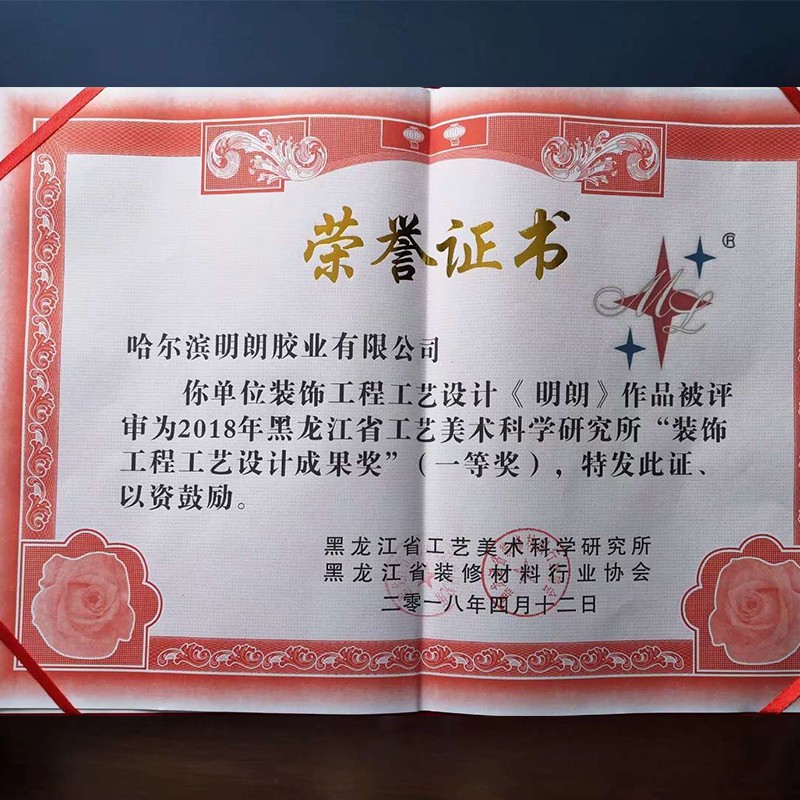 荣誉证书
®
ML
哈尔滨明朗胶业有限公司
你单位装饰工程工艺设计《明朗》作品被评
审为2018年黑龙江省工艺美术科学研究所“装饰
工程工艺设计成果奖”(一等奖),特发此证、
以资鼓励。
黑龙江省工艺美术科学研究所
黑龙江省装修材料行业协会
二零一八年四月十二日